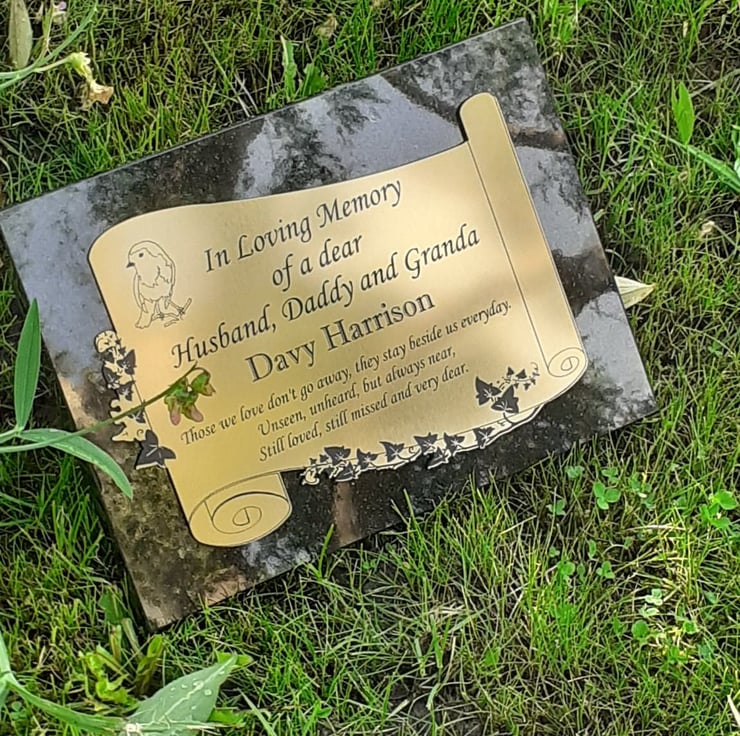 In Loving Memory
of a dear
Husband, Daddy and Granda
Davy Harrison
Those we love don't go away, they stay beside us everyday.
Unseen, unheard, but always near,
Still loved, still missed and very dear.